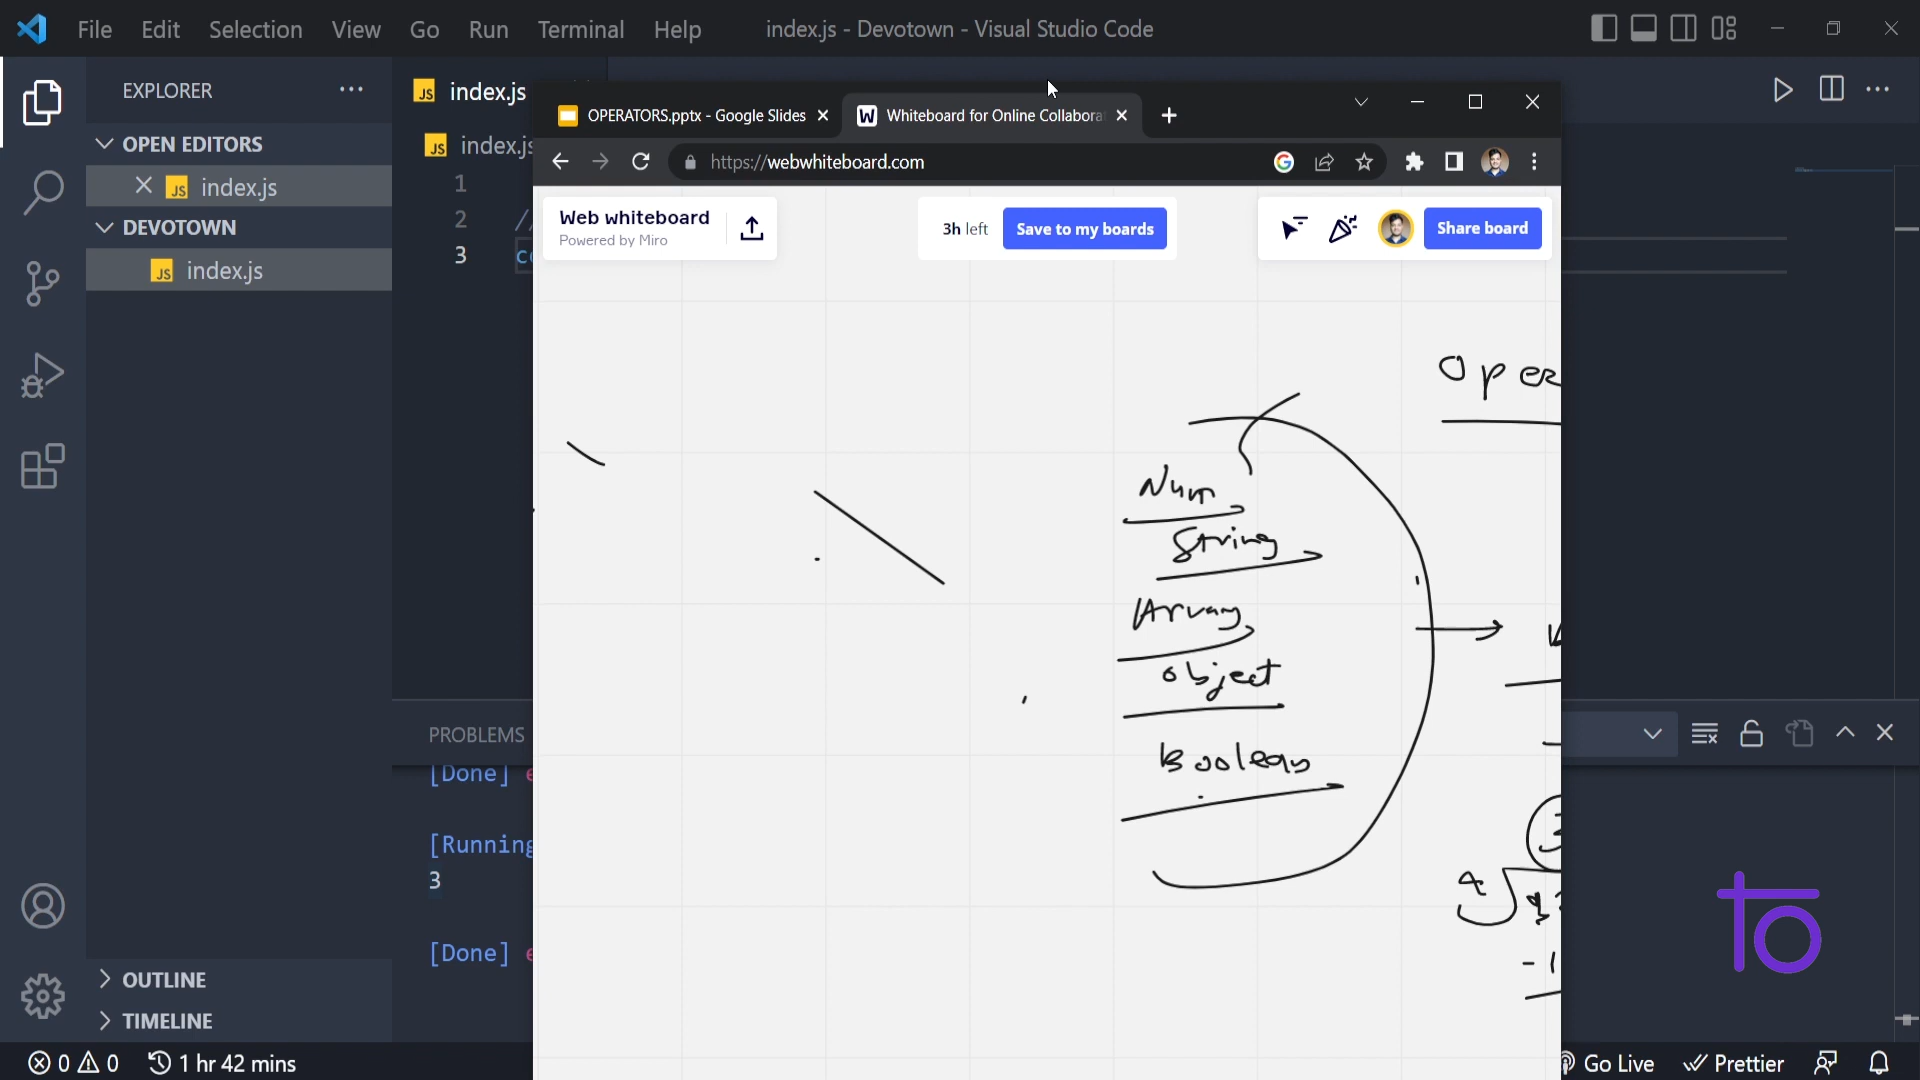 File Edit Selection View Go Run Terminal Help index.js - Devotown - Visual Studio Code
EXPLORER
index.js
OPERATORS.pptx - Google Slides
Whiteboard for Online Collabora
OPEN EDITORS
index.js
index.js
https://webwhiteboard.com
DEVOTOWN
index.js
1
2 //
3
Web whiteboard
Powered by Miro
3h left
Save to my boards
Share board
Oper
Num
String
Array
object
Boolean
PROBLEMS
[Done]
[Running
3
[Done]
OUTLINE
TIMELINE
0 0 1 hr 42 mins
Go Live Prettier